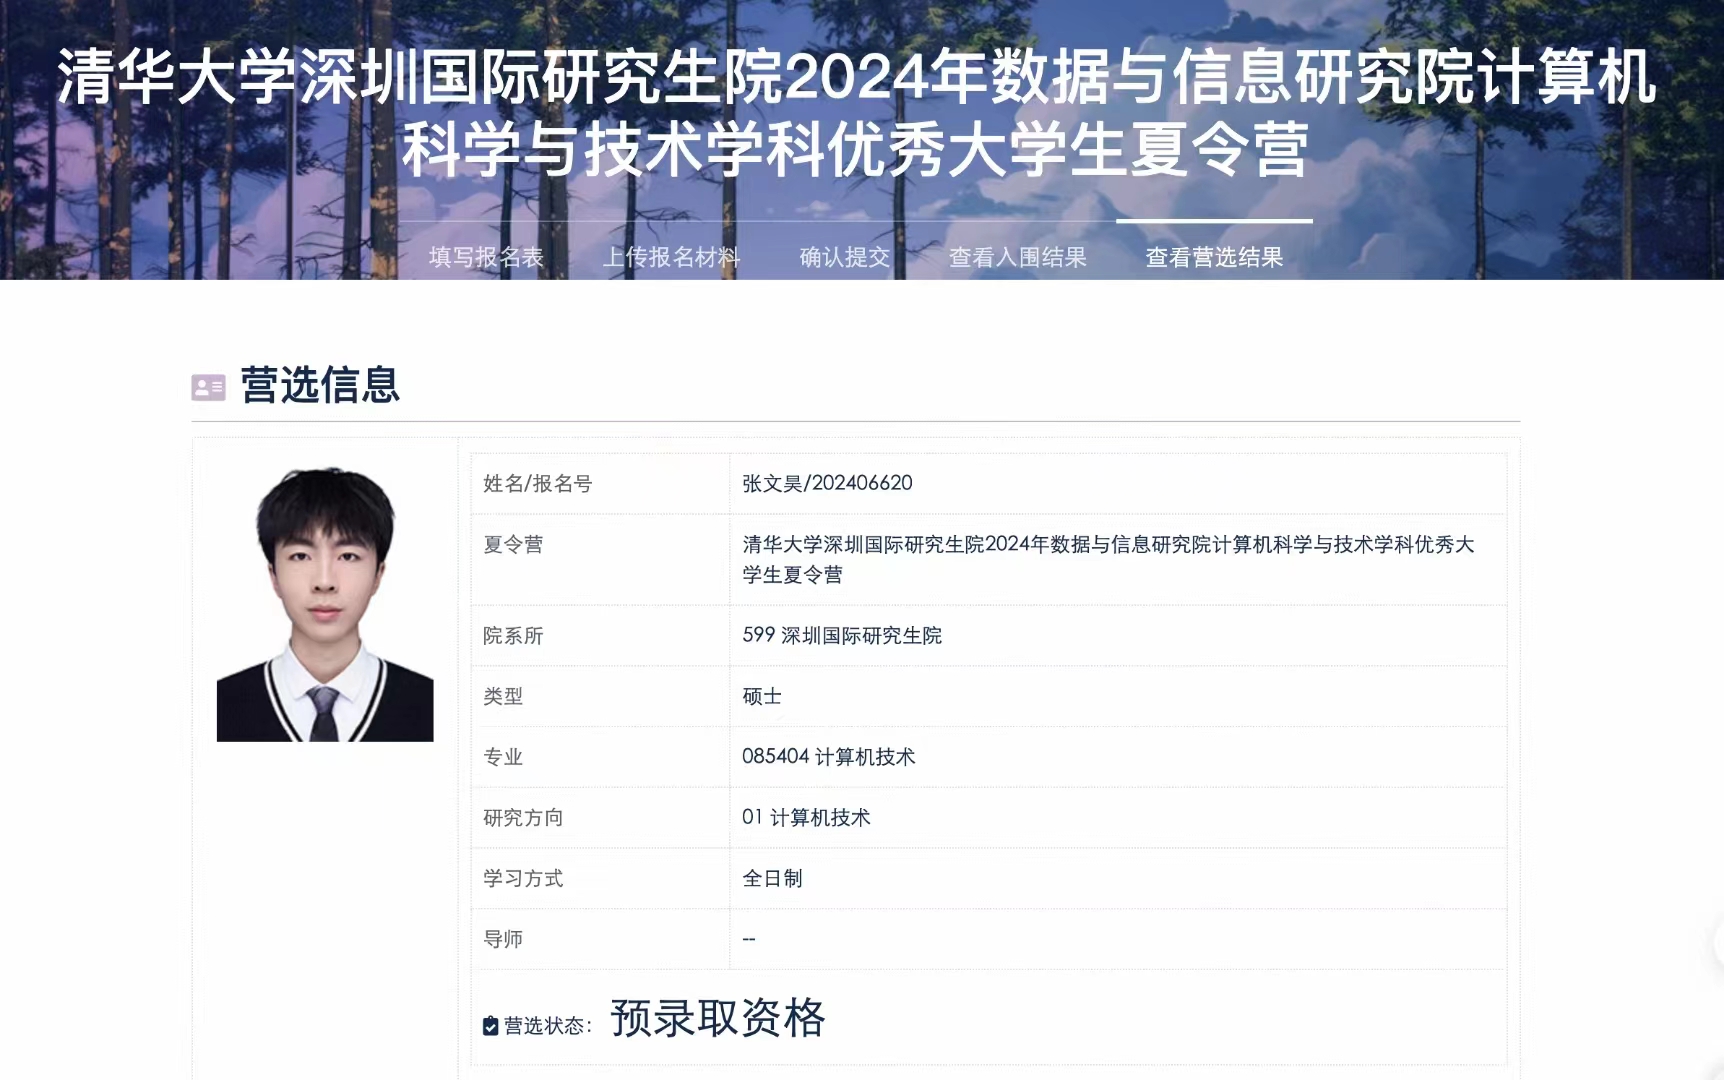 清华大学深圳国际研究生院2024年数据与信息研究院计算机
科学与技术学科优秀大学生夏令营
填写报名表 上传报名材料 确认提交 查看入围结果 查看营选结果
营选信息
姓名/报名号 张文昊/202406620
夏令营 清华大学深圳国际研究生院2024年数据与信息研究院计算机科学与技术学科优秀大
学生夏令营
院系所 599 深圳国际研究生院
类型 硕士
专业 085404 计算机技术
研究方向 01 计算机技术
学习方式 全日制
导师 --
营选状态： 预录取资格